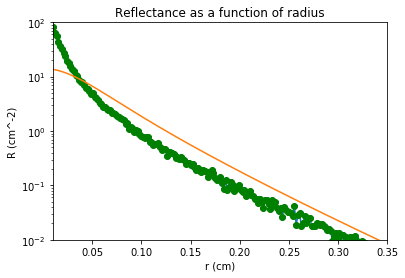 Reflectance as a function of radius
R (cm^-2)
10^2
10^1
10^0
10^-1
10^-2
0.05 0.10 0.15 0.20 0.25 0.30 0.35
r (cm)